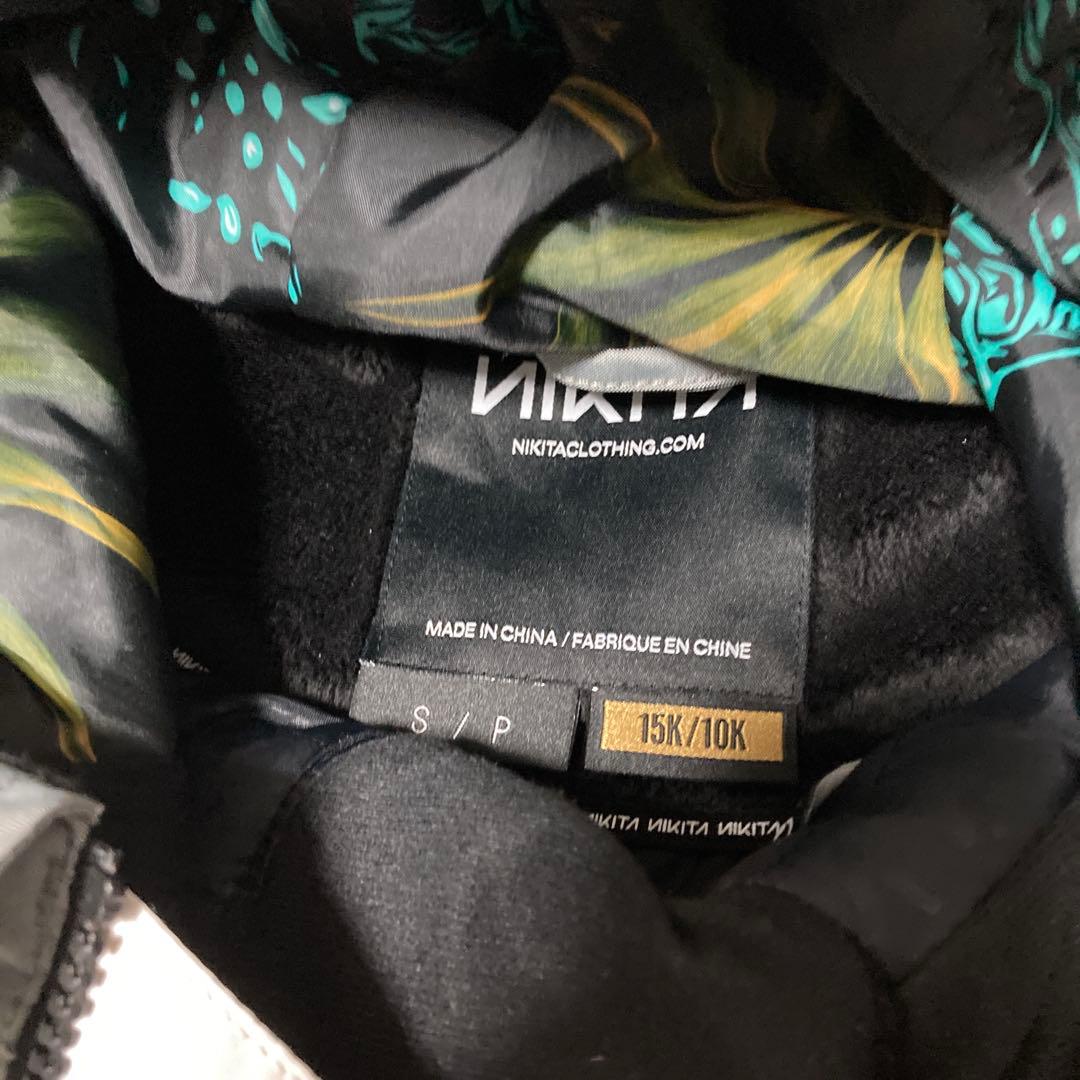 NIKITA
NIKITACLOTHING.COM
MADE IN CHINA / FABRIQUE EN CHINE
S / P
15K/10K
NIKITA NIKITA NIKITA